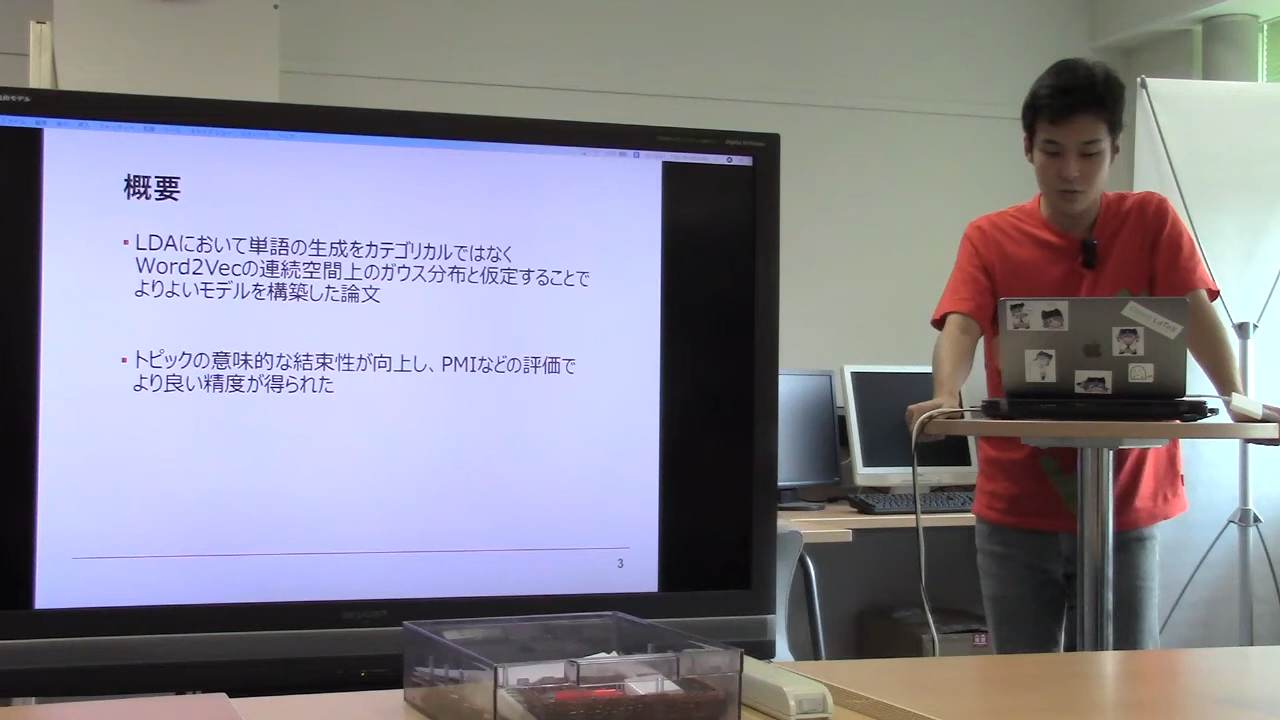 概要
▪ LDAにおいて単語の生成をカテゴリカルではなく
Word2Vecの連続空間上のガウス分布と仮定することで
よりよいモデルを構築した論文
▪ トピックの意味的な結束性が向上し、PMIなどの評価で
より良い精度が得られた
3